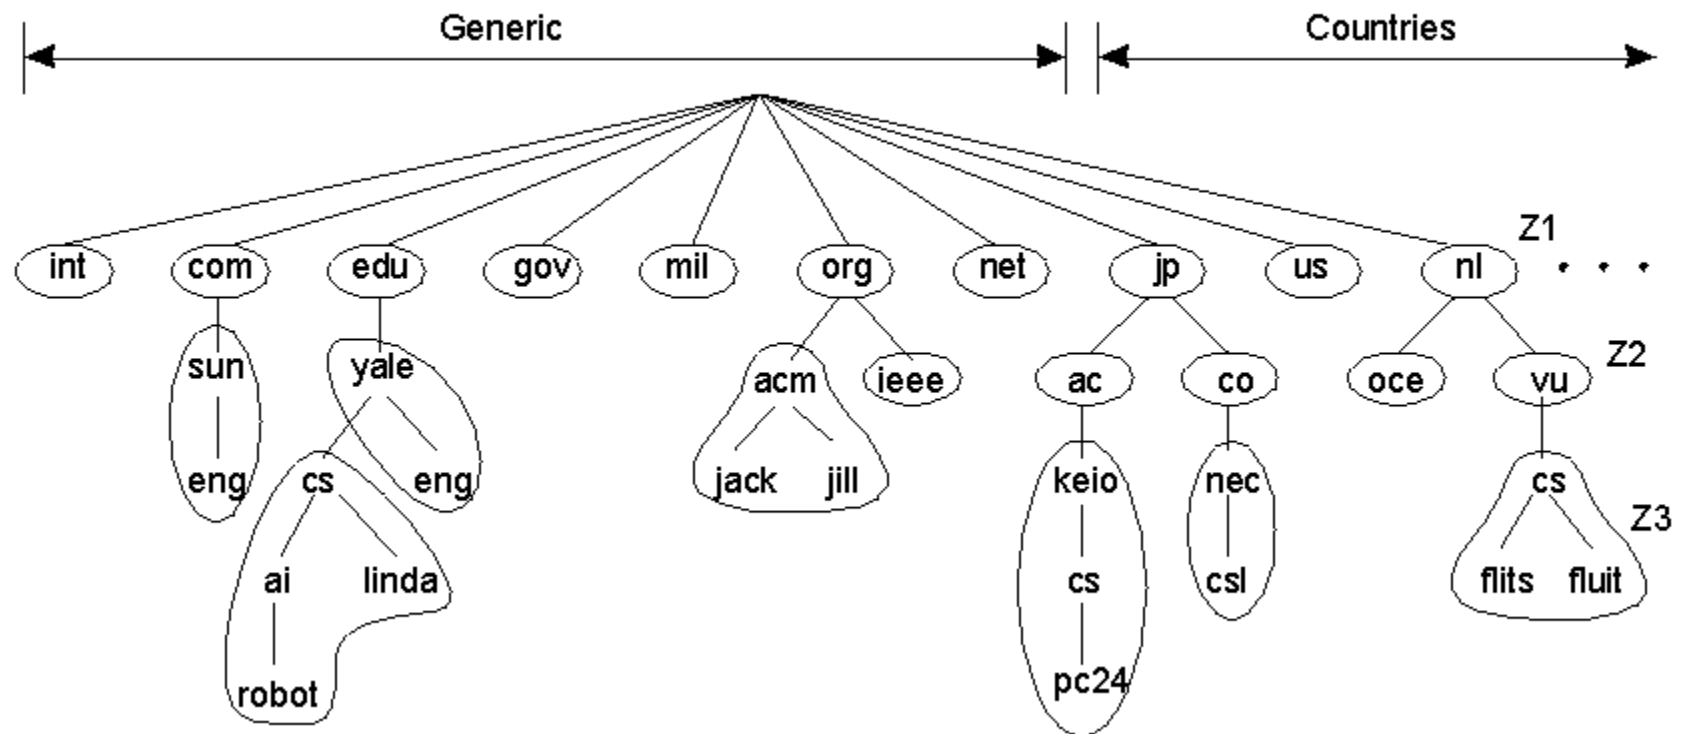 Generic Countries
Z1
int com edu gov mil org net jp us nl . . .
sun yale acm ieee ac co oce vu Z2
eng cs eng jack jill keio nec cs
Z3
ai linda cs csl flits fluit
robot pc24